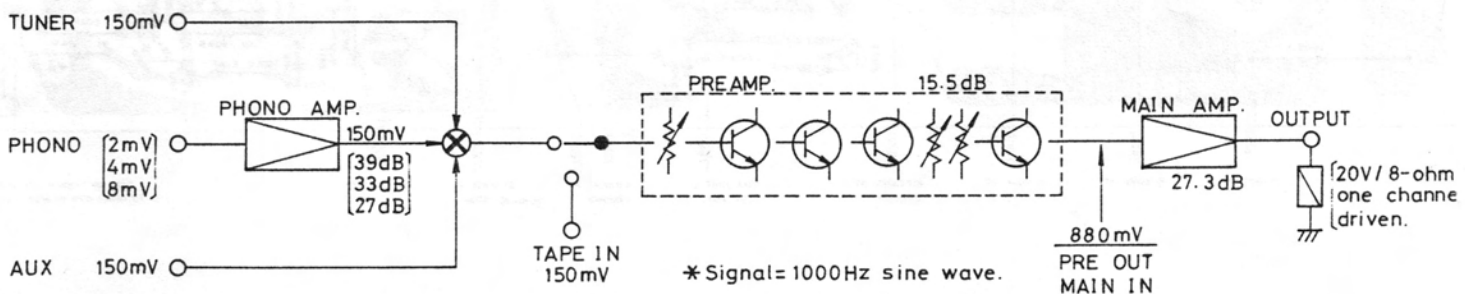 TUNER 150mV
PHONO AMP.
PREAMP. 15.5dB
MAIN AMP.
OUTPUT
PHONO
2mV
4mV
8mV
150mV
39dB
33dB
27dB
27.3dB
20V/8-ohm
one channe
driven.
TAPE IN
150mV
880mV
PRE OUT
MAIN IN
AUX 150mV
*Signal=1000Hz sine wave.